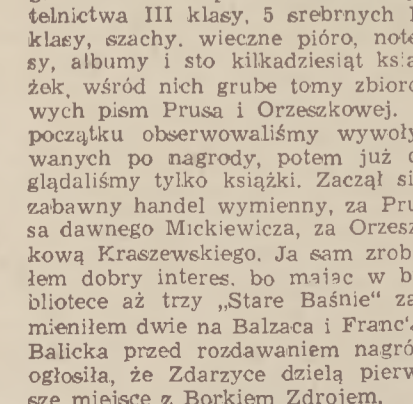 telnictwa III klasy, 5 srebrnych
klasy, szachy. wieczne pióro, note
sy, albumy i sto kilkadziesiąt ksią
żek, wśród nich grube tomy zbioro
wych pism Prusa i Orzeszkowej.
początku obserwowaliśmy wywoły
wanych po nagrody, potem już o
glądaliśmy tylko książki. Zaczął si
zabawny handel wymienny, za Pru
sa dawnego Mickiewicza, za Orzesz
kową Kraszewskiego. Ja sam zrob
łem dobry interes. bo mając w b
bliotece aż trzy „Stare Baśnie“ za
mieniłem dwie na Balzaca i Franc'
Balicka przed rozdawaniem nagró
ogłosiła, że Zdarzyce dzielą pierw
sze miejsce z Borkiem Zdrojem.